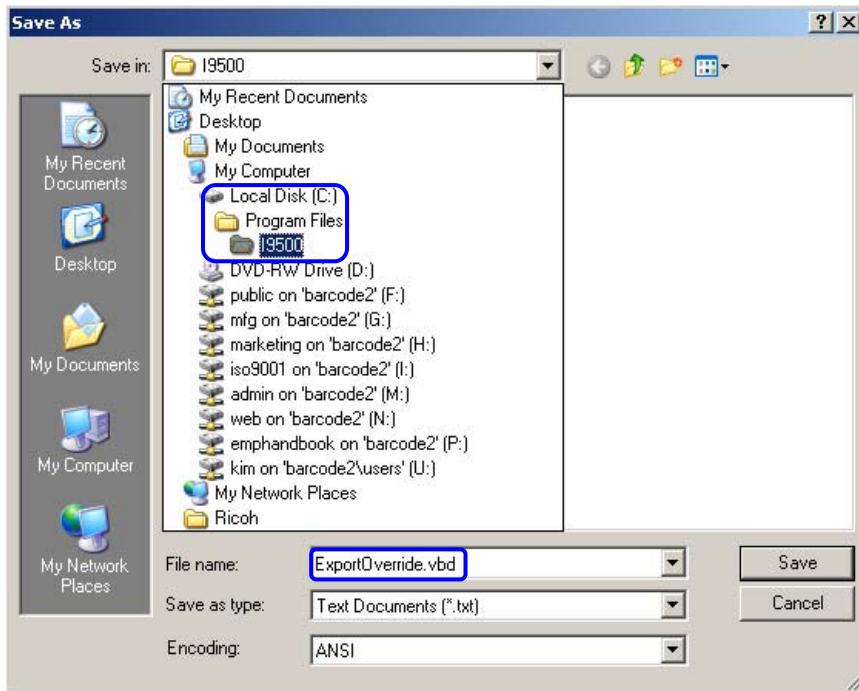 Save As
Save in: I9500
My Recent Documents
Desktop
My Documents
My Computer
Local Disk (C:)
Program Files
I9500
DVD-RW Drive (D:)
public on 'barcode2' (F:)
mfg on 'barcode2' (G:)
marketing on 'barcode2' (H:)
iso9001 on 'barcode2' (I:)
admin on 'barcode2' (M:)
web on 'barcode2' (N:)
emphandbook on 'barcode2' (P:)
kim on 'barcode2\users' (U:)
My Network Places
Ricoh
My Recent
Documents
Desktop
My Documents
My Computer
My Network
Places
File name: ExportOverride.vbd Save
Save as type: Text Documents (*.txt) Cancel
Encoding: ANSI